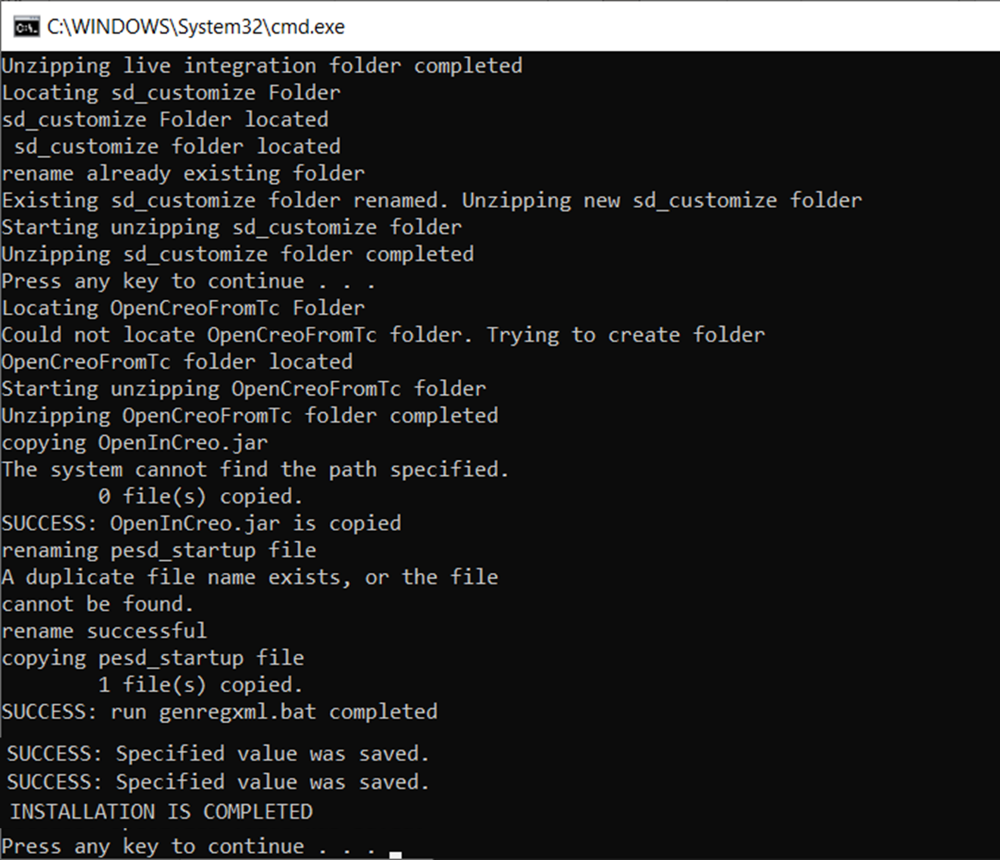 C:\WINDOWS\System32\cmd.exe
Unzipping live integration folder completed
Locating sd_customize Folder
sd_customize Folder located
 sd_customize folder located
rename already existing folder
Existing sd_customize folder renamed. Unzipping new sd_customize folder
Starting unzipping sd_customize folder
Unzipping sd_customize folder completed
Press any key to continue . . .
Locating OpenCreoFromTc Folder
Could not locate OpenCreoFromTc folder. Trying to create folder
OpenCreoFromTc folder located
Starting unzipping OpenCreoFromTc folder
Unzipping OpenCreoFromTc folder completed
copying OpenInCreo.jar
The system cannot find the path specified.
        0 file(s) copied.
SUCCESS: OpenInCreo.jar is copied
renaming pesd_startup file
A duplicate file name exists, or the file
cannot be found.
rename successful
copying pesd_startup file
        1 file(s) copied.
SUCCESS: run genregxml.bat completed
SUCCESS: Specified value was saved.
SUCCESS: Specified value was saved.
INSTALLATION IS COMPLETED
Press any key to continue . . .